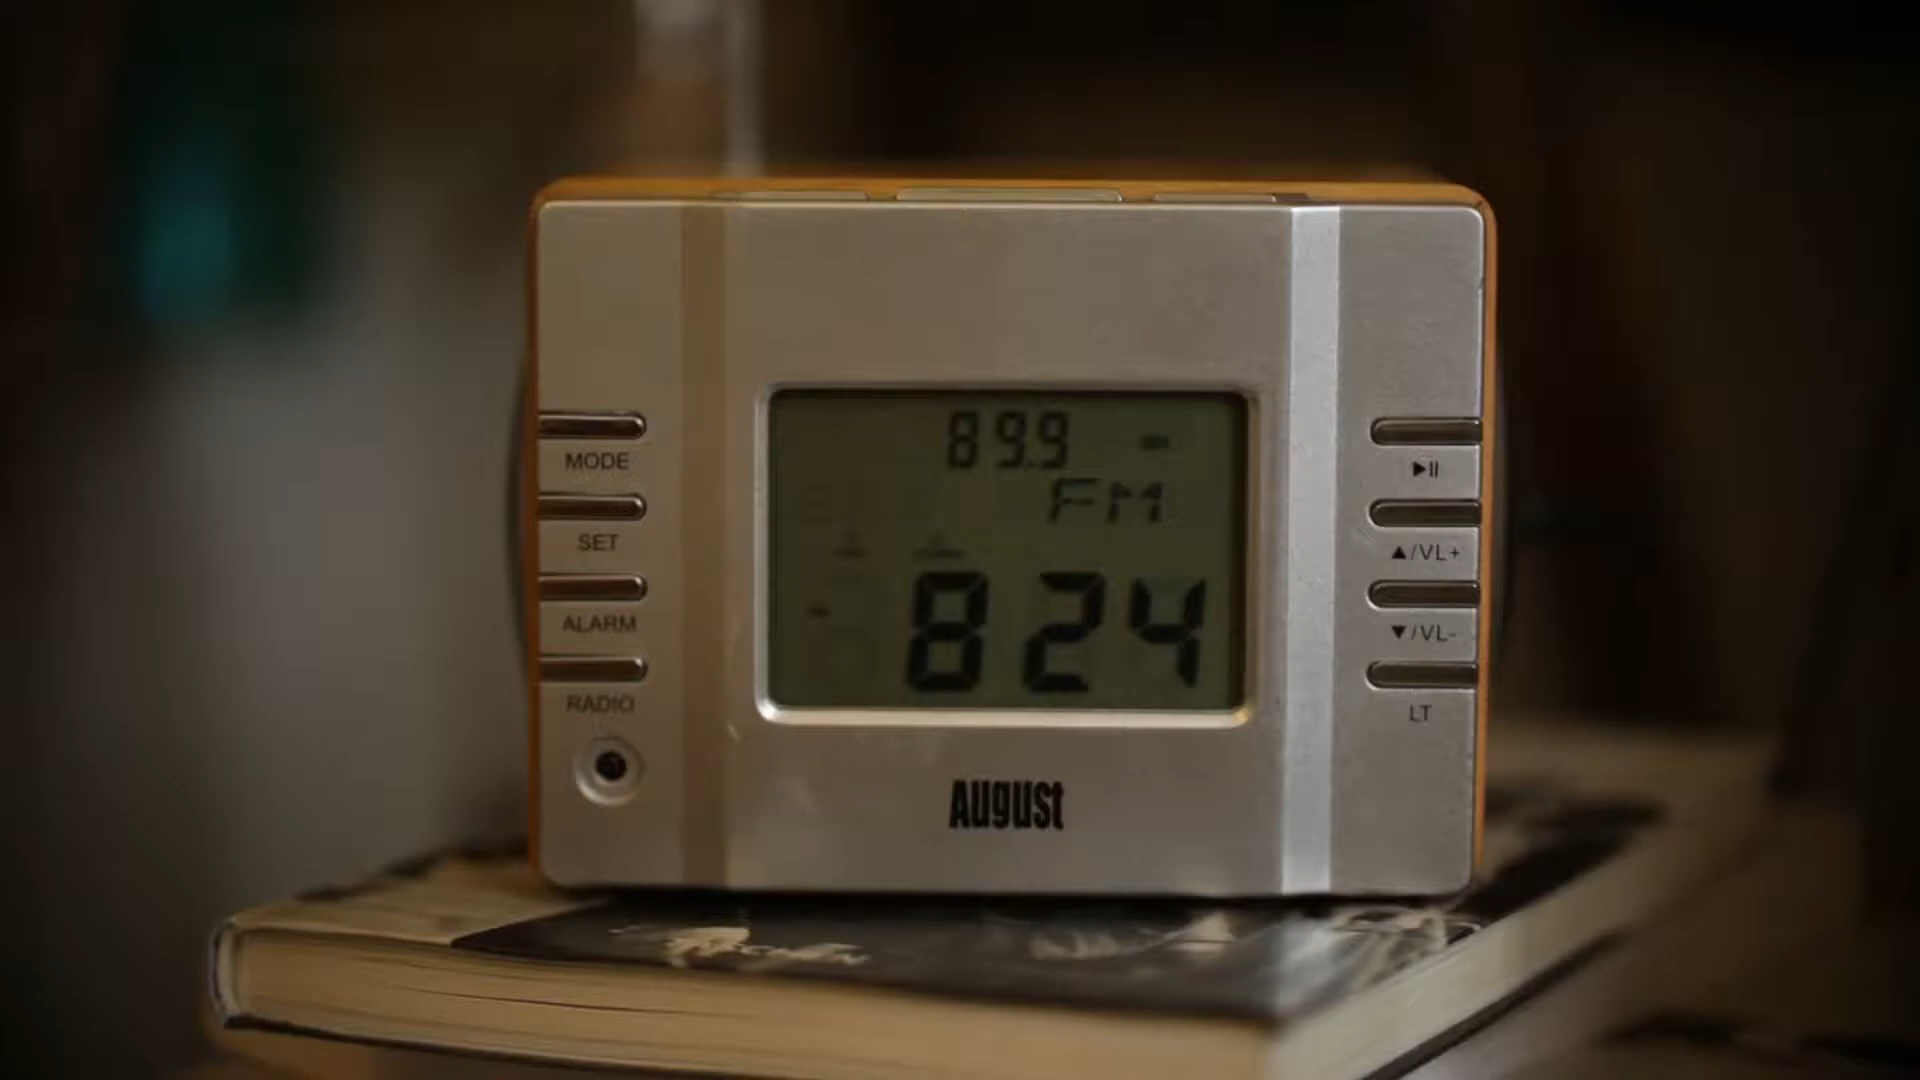 89.9
FM
824
MODE
SET
ALARM
RADIO
▶II
▲/VL+
▼/VL-
LT
AUGUST